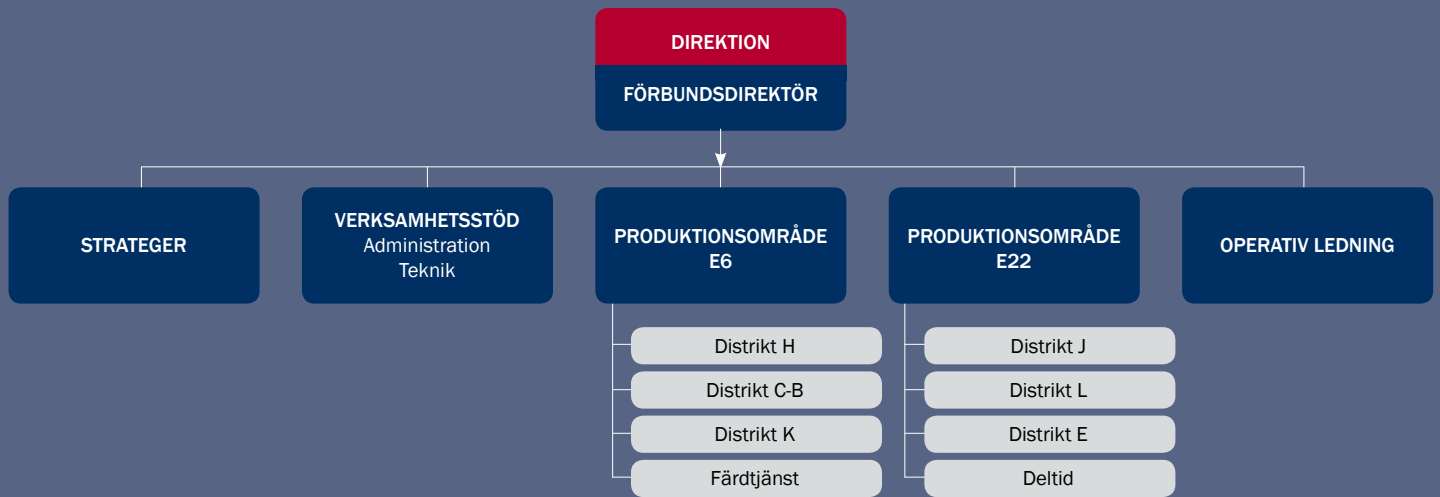 DIREKTION
FÖRBUNDSDIREKTÖR
STRATEGER
VERKSAMHETSSTÖD
Administration
Teknik
PRODUKTIONSOMRÅDE
E6
PRODUKTIONSOMRÅDE
E22
OPERATIV LEDNING
Distrikt H
Distrikt C-B
Distrikt K
Färdtjänst
Distrikt J
Distrikt L
Distrikt E
Deltid